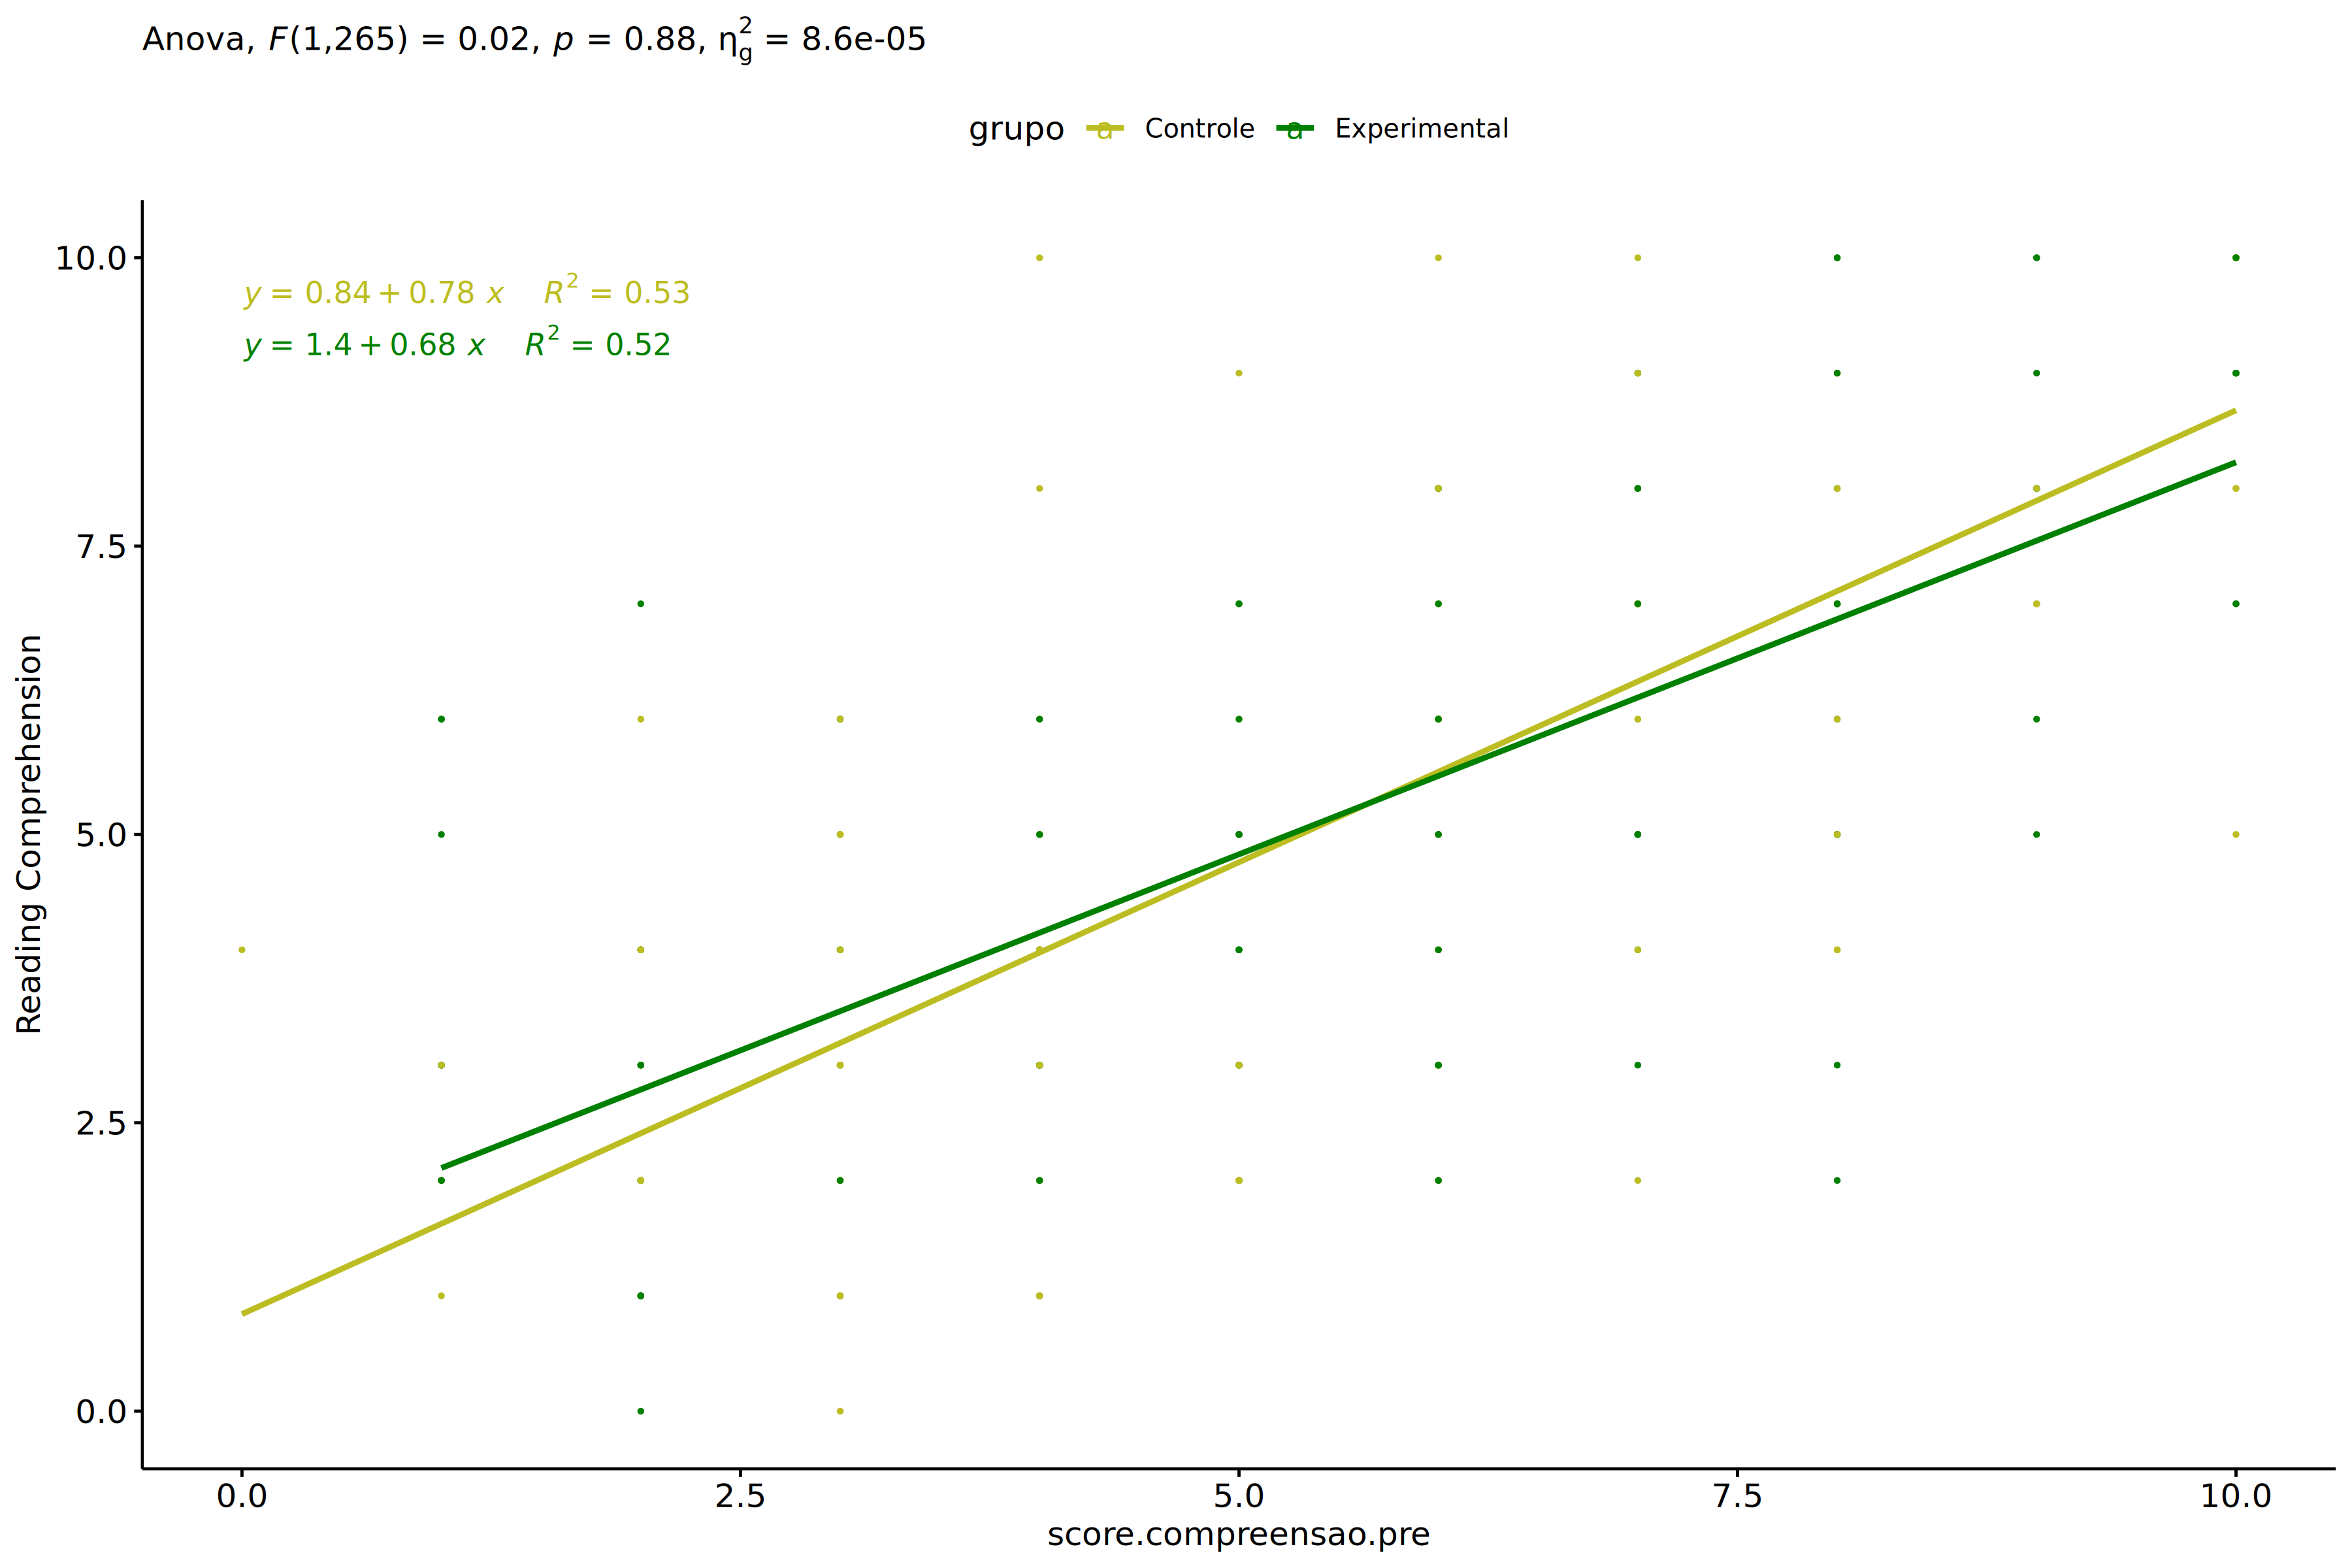 Anova, F(1,265) = 0.02, p = 0.88, η²g = 8.6e-05
grupo a Controle a Experimental
10.0
7.5
5.0
2.5
0.0
y = 0.84 + 0.78 x R² = 0.53
y = 1.4 + 0.68 x R² = 0.52
Reading Comprehension
0.0 2.5 5.0 7.5 10.0
score.compreensao.pre